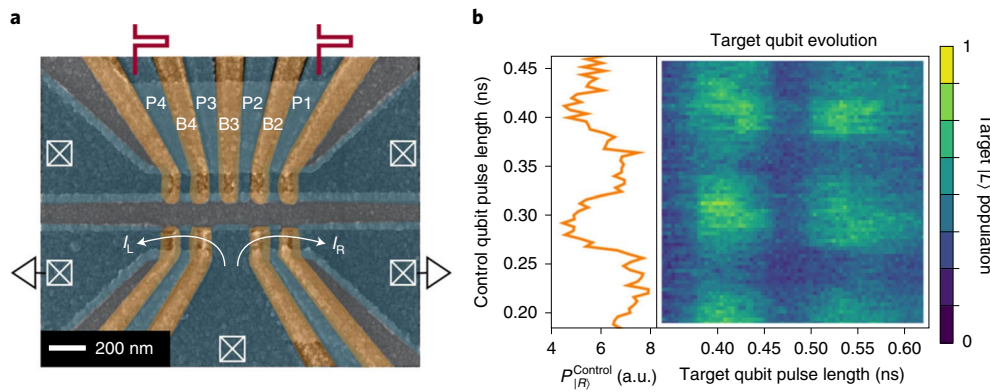 a
P4
P3
P2
P1
B4
B3
B2
I_L
I_R
200 nm
b
Target qubit evolution
Control qubit pulse length (ns)
0.45
0.40
0.35
0.30
0.25
0.20
4
6
8
P^Control_|R⟩ (a.u.)
0.40
0.45
0.50
0.55
0.60
Target qubit pulse length (ns)
1
0
Target |L⟩ population